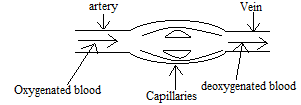 artery
Vein
Oxygenated blood
deoxygenated blood
Capillaries